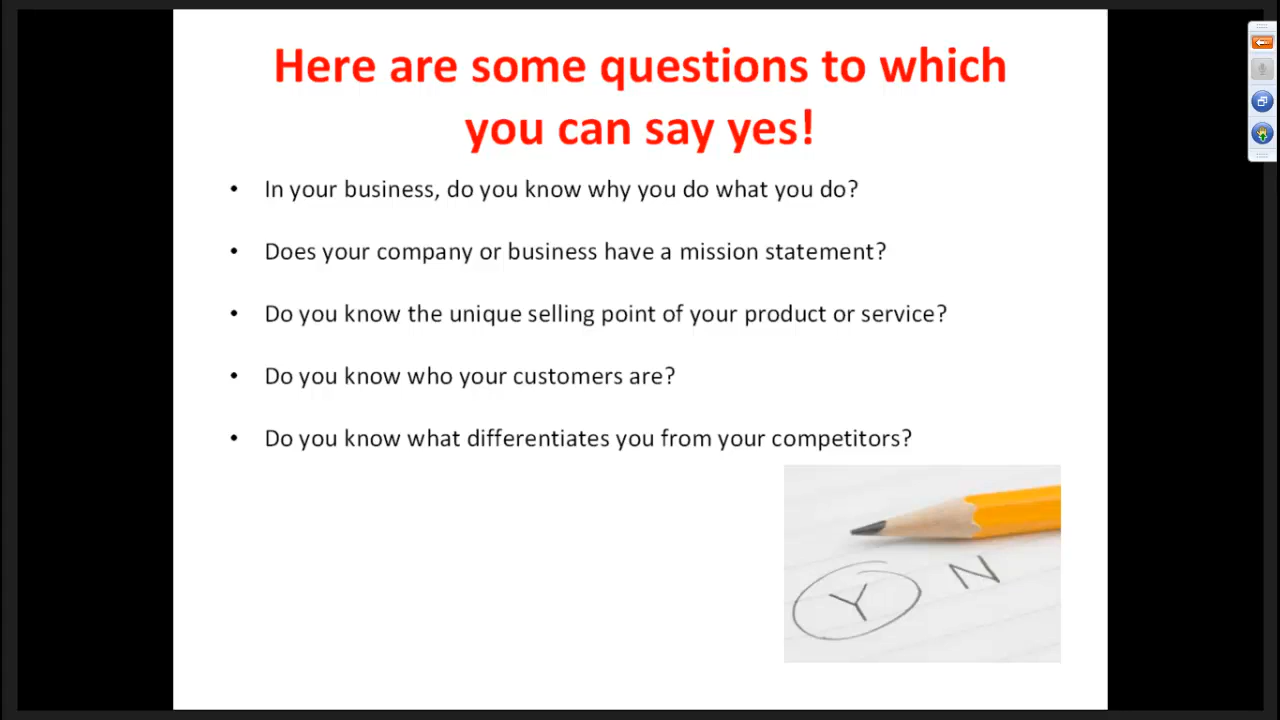 Here are some questions to which
you can say yes!
• In your business, do you know why you do what you do?
• Does your company or business have a mission statement?
• Do you know the unique selling point of your product or service?
• Do you know who your customers are?
• Do you know what differentiates you from your competitors?
Y N